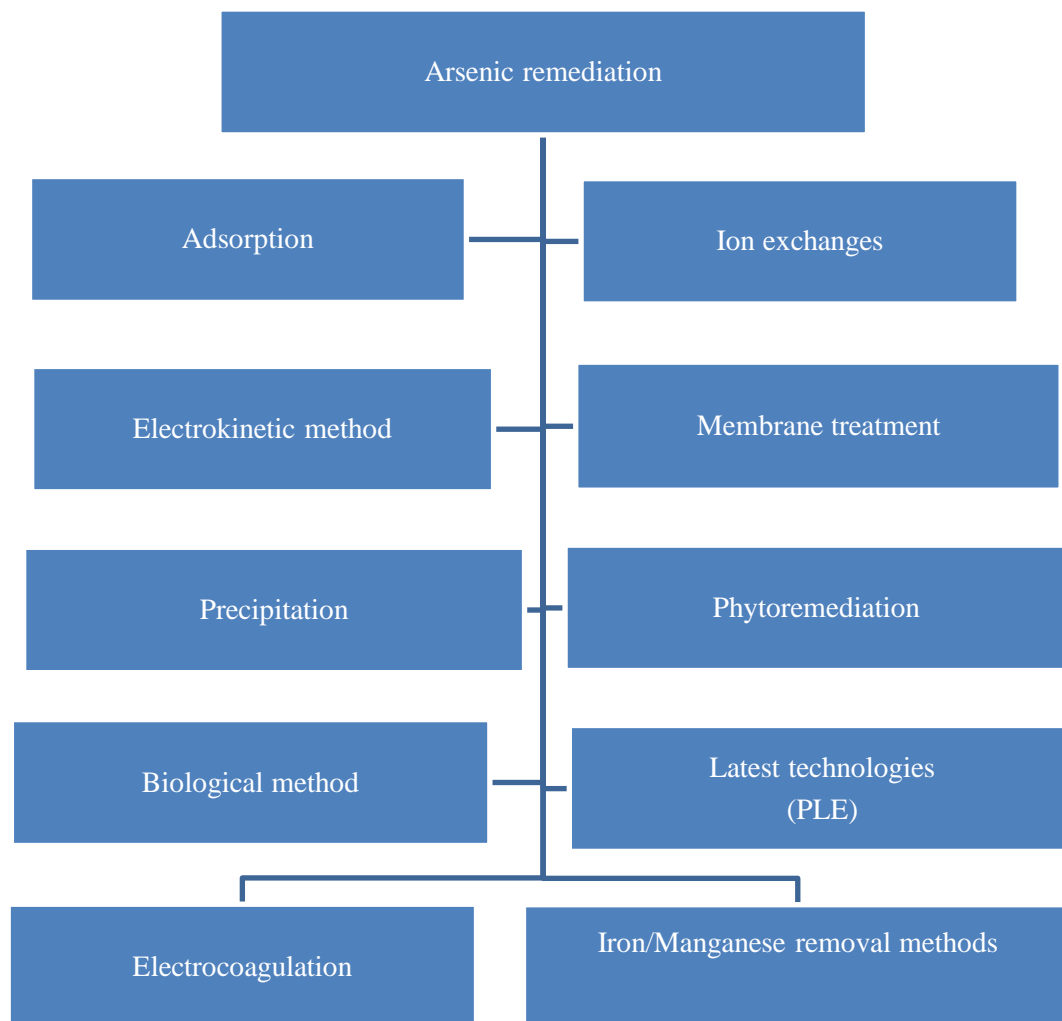 Arsenic remediation
Adsorption
Ion exchanges
Electrokinetic method
Membrane treatment
Precipitation
Phytoremediation
Biological method
Latest technologies
(PLE)
Electrocoagulation
Iron/Manganese removal methods